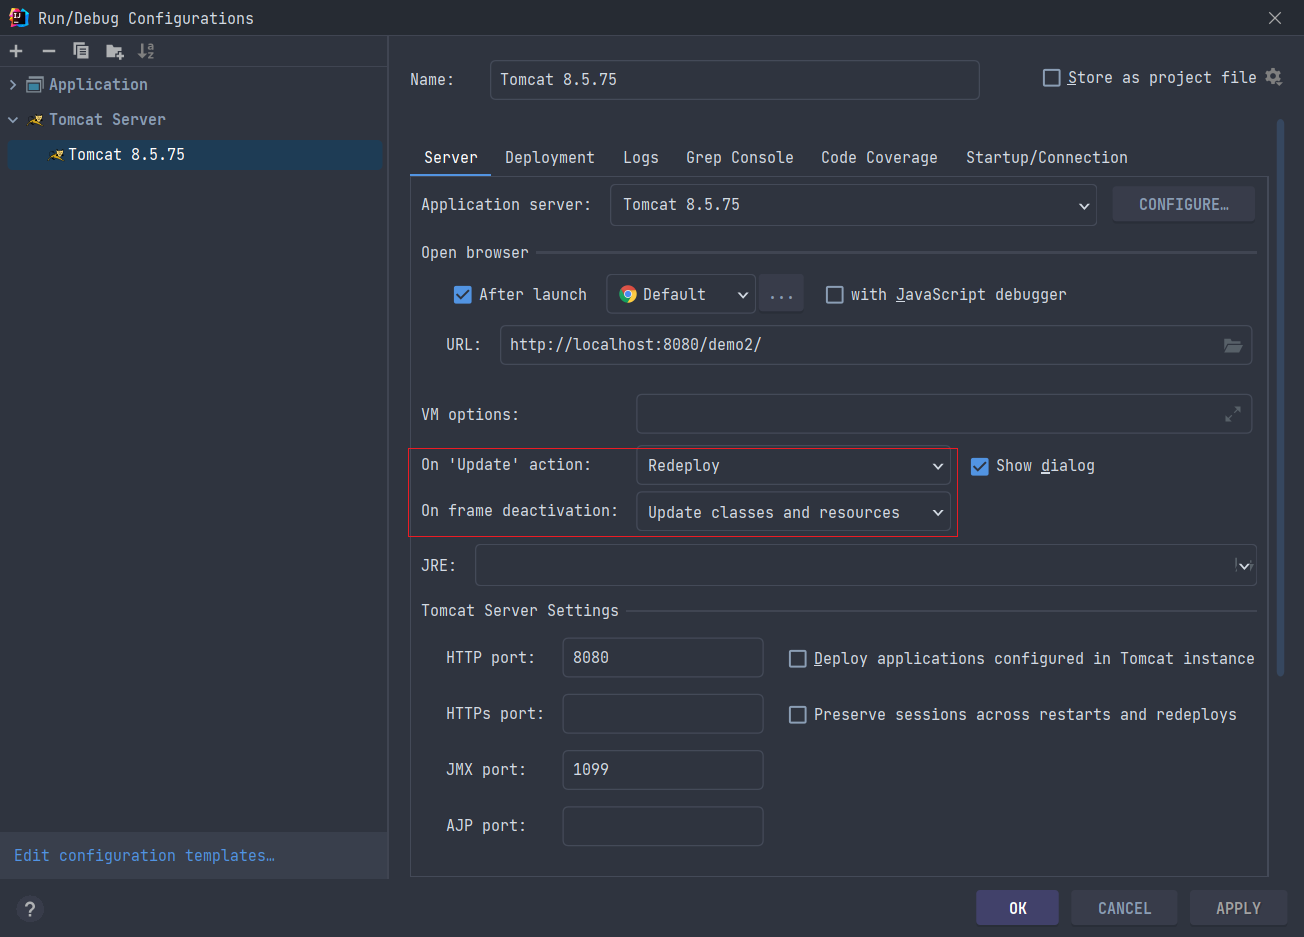 Run/Debug Configurations
Application
Tomcat Server
Tomcat 8.5.75
Edit configuration templates…
?
Name: Tomcat 8.5.75 Store as project file
Server Deployment Logs Grep Console Code Coverage Startup/Connection
Application server: Tomcat 8.5.75 CONFIGURE…
Open browser
After launch Default ... with JavaScript debugger
URL: http://localhost:8080/demo2/
VM options:
On 'Update' action: Redeploy Show dialog
On frame deactivation: Update classes and resources
JRE:
Tomcat Server Settings
HTTP port: 8080 Deploy applications configured in Tomcat instance
HTTPs port: Preserve sessions across restarts and redeploys
JMX port: 1099
AJP port:
OK CANCEL APPLY